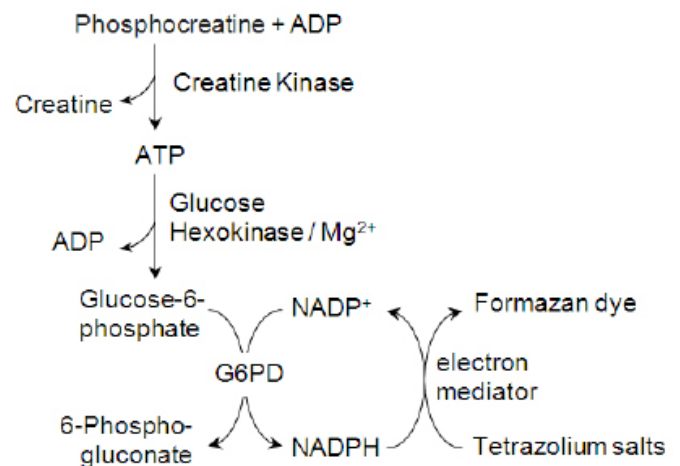 Phosphocreatine + ADP
Creatine Kinase
Creatine
ATP
Glucose
Hexokinase / Mg²⁺
ADP
Glucose-6-
phosphate
NADP⁺
Formazan dye
G6PD
electron
mediator
6-Phospho-
gluconate
NADPH
Tetrazolium salts